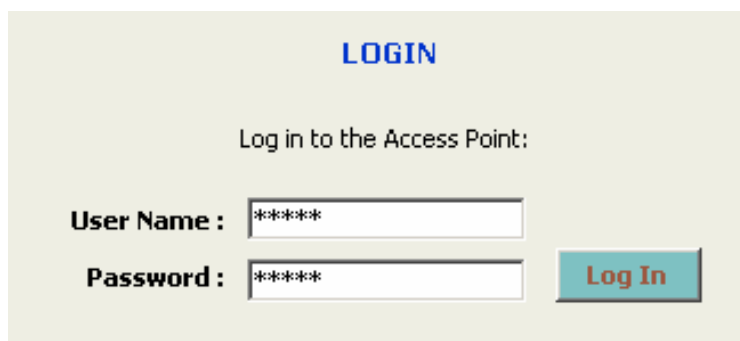 LOGIN
Log in to the Access Point:
User Name : *****
Password : *****
Log In